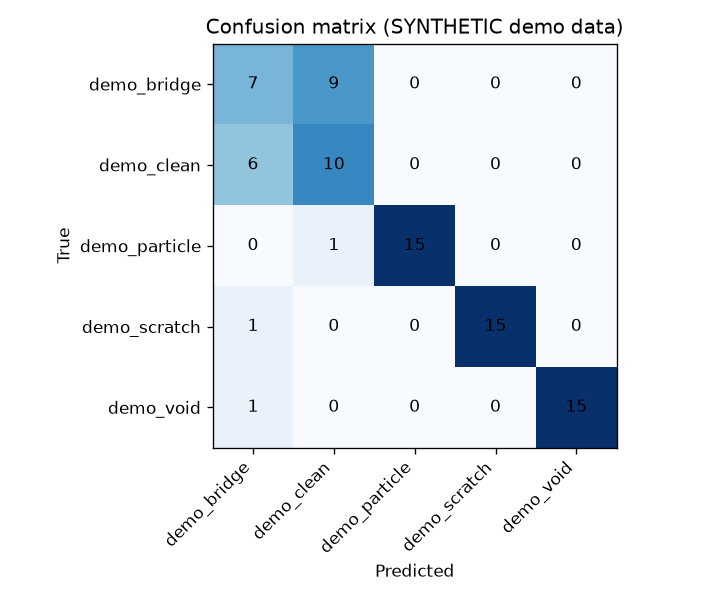 Confusion matrix (SYNTHETIC demo data)
demo_bridge 7 9 0 0 0
demo_clean 6 10 0 0 0
demo_particle 0 1 15 0 0
demo_scratch 1 0 0 15 0
demo_void 1 0 0 0 15
True
demo_bridge demo_clean demo_particle demo_scratch demo_void
Predicted